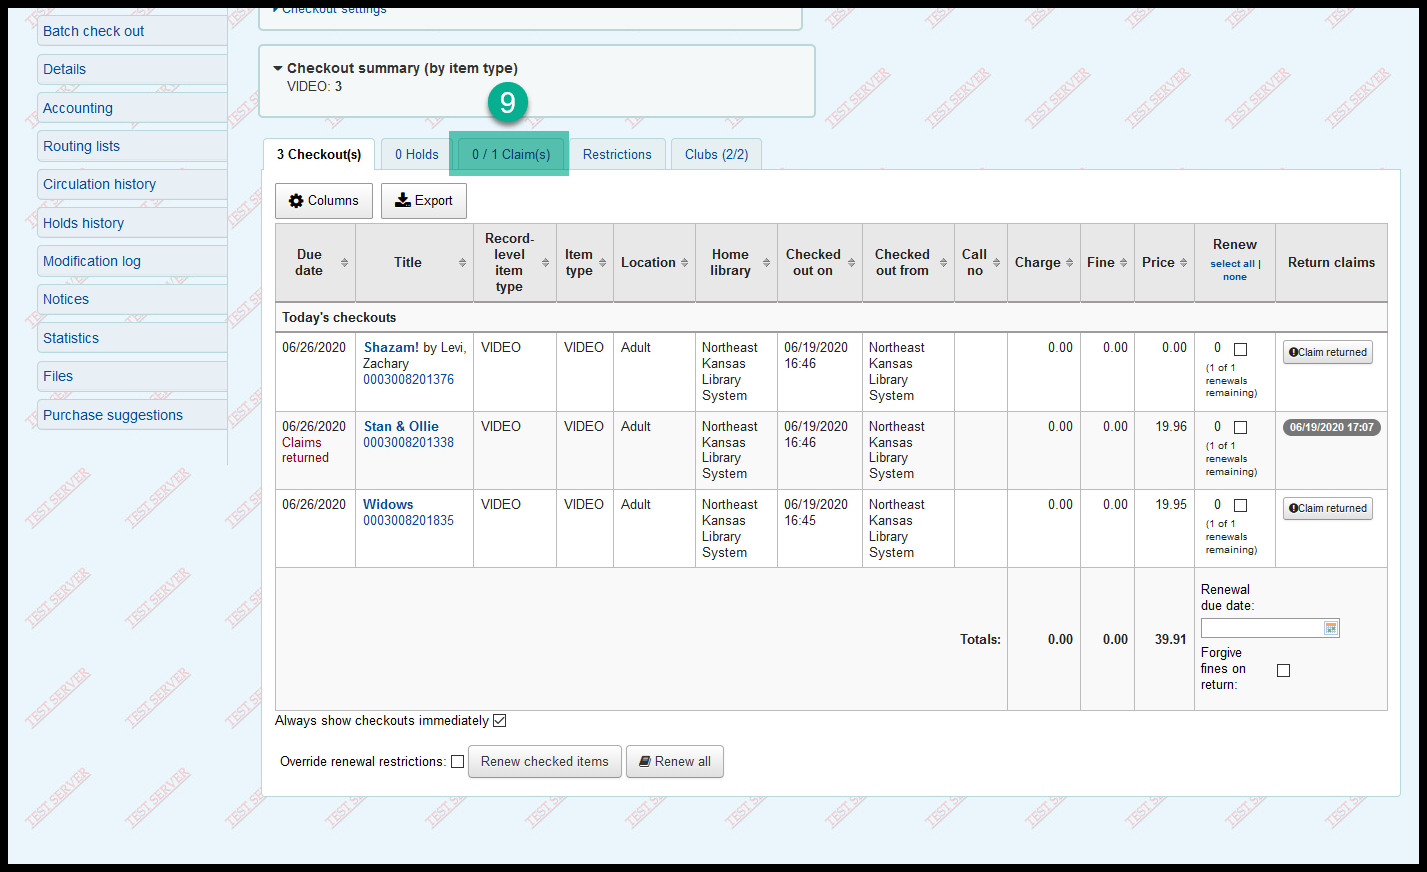 Checkout settings
Batch check out
Details
Accounting
Routing lists
Circulation history
Holds history
Modification log
Notices
Statistics
Files
Purchase suggestions
Checkout summary (by item type)
VIDEO: 3
9
3 Checkout(s) 0 Holds 0 / 1 Claim(s) Restrictions Clubs (2/2)
Columns Export
Due date Title Record-level item type Item type Location Home library Checked out on Checked out from Call no Charge Fine Price Renew select all | none Return claims
Today's checkouts
06/26/2020 Shazam! by Levi, VIDEO VIDEO Adult Northeast 06/19/2020 Northeast 0.00 0.00 0.00 0 Claim returned
Zachary Kansas 16:46 Kansas (1 of 1
0003008201376 Library Library renewals
System System remaining)
06/26/2020 Stan & Ollie VIDEO VIDEO Adult Northeast 06/19/2020 Northeast 0.00 0.00 19.96 0 06/19/2020 17:07
Claims 0003008201338 Kansas 16:46 Kansas (1 of 1
returned Library Library renewals
System System remaining)
06/26/2020 Widows VIDEO VIDEO Adult Northeast 06/19/2020 Northeast 0.00 0.00 19.95 0 Claim returned
0003008201835 Kansas 16:45 Kansas (1 of 1
Library Library renewals
System System remaining)
Renewal
due date:
Totals: 0.00 0.00 39.91
Forgive
fines on
return:
Always show checkouts immediately
Override renewal restrictions: Renew checked items Renew all
TEST SERVER